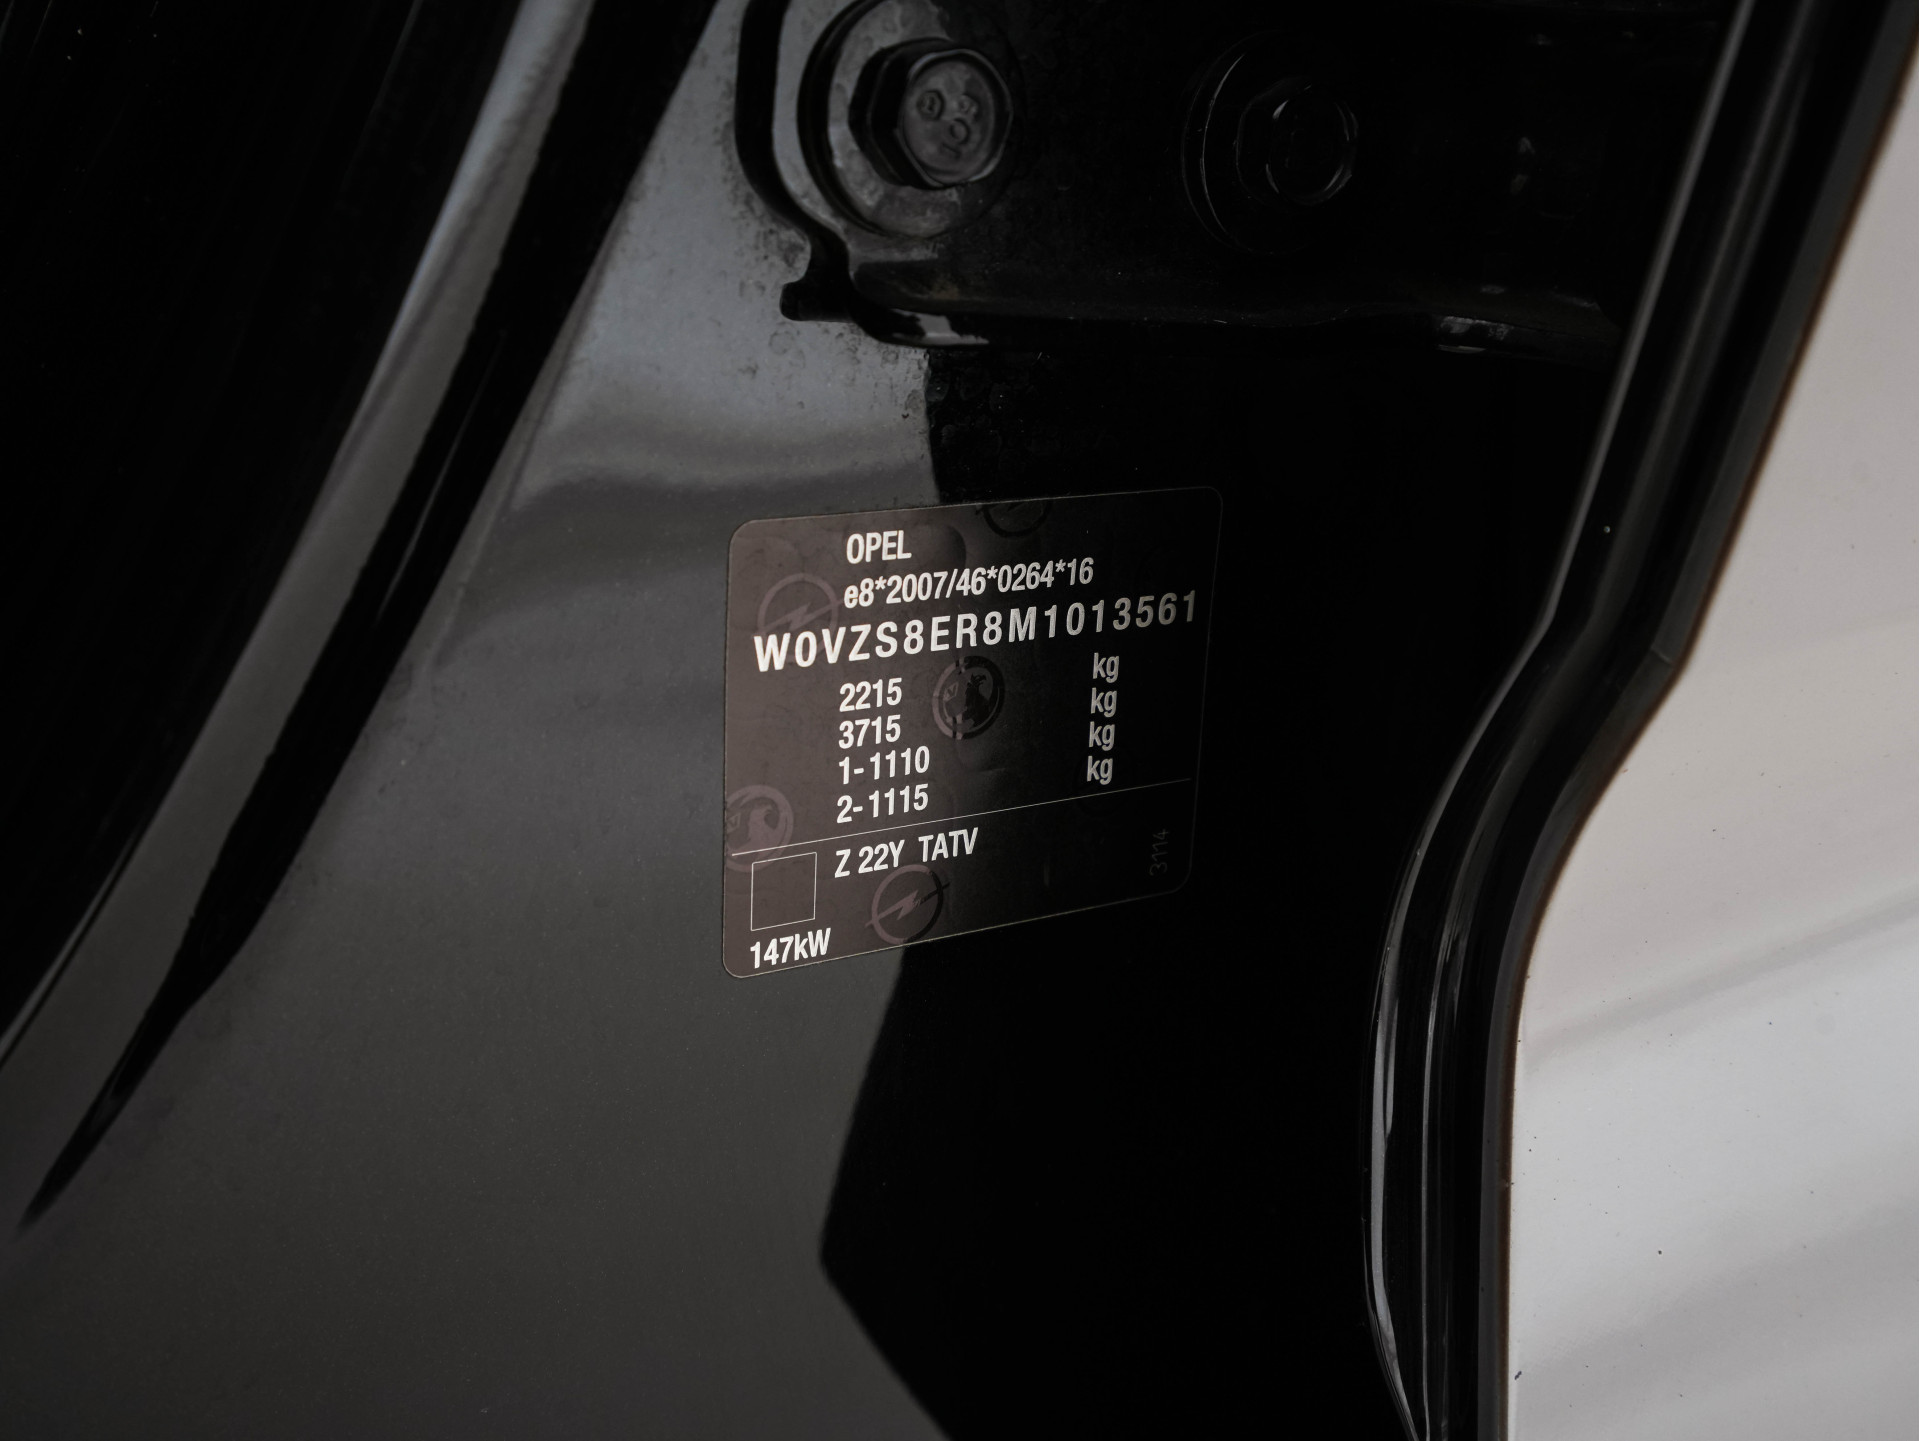 OPEL
e8*2007/46*0264*16
W0VZS8ER8M1013561
2215 kg
3715 kg
1-1110 kg
2-1115 kg
Z 22Y TATV
3114
147kW